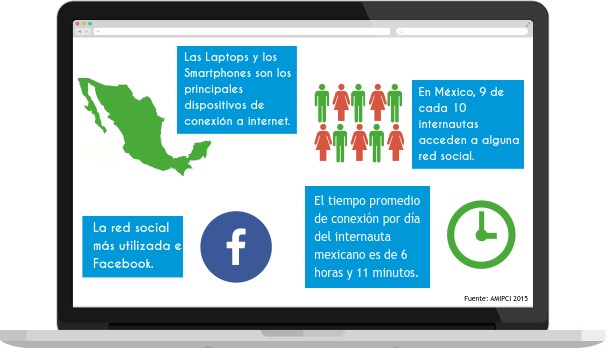 Las Laptops y los
Smartphones son los
principales
dispositivos de
conexión a internet.
En México, 9 de
cada 10
internautas
acceden a alguna
red social.
La red social
más utilizada e
Facebook.
f
El tiempo promedio
de conexión por día
del internauta
mexicano es de 6
horas y 11 minutos.
Fuente: AMIPCI 2015